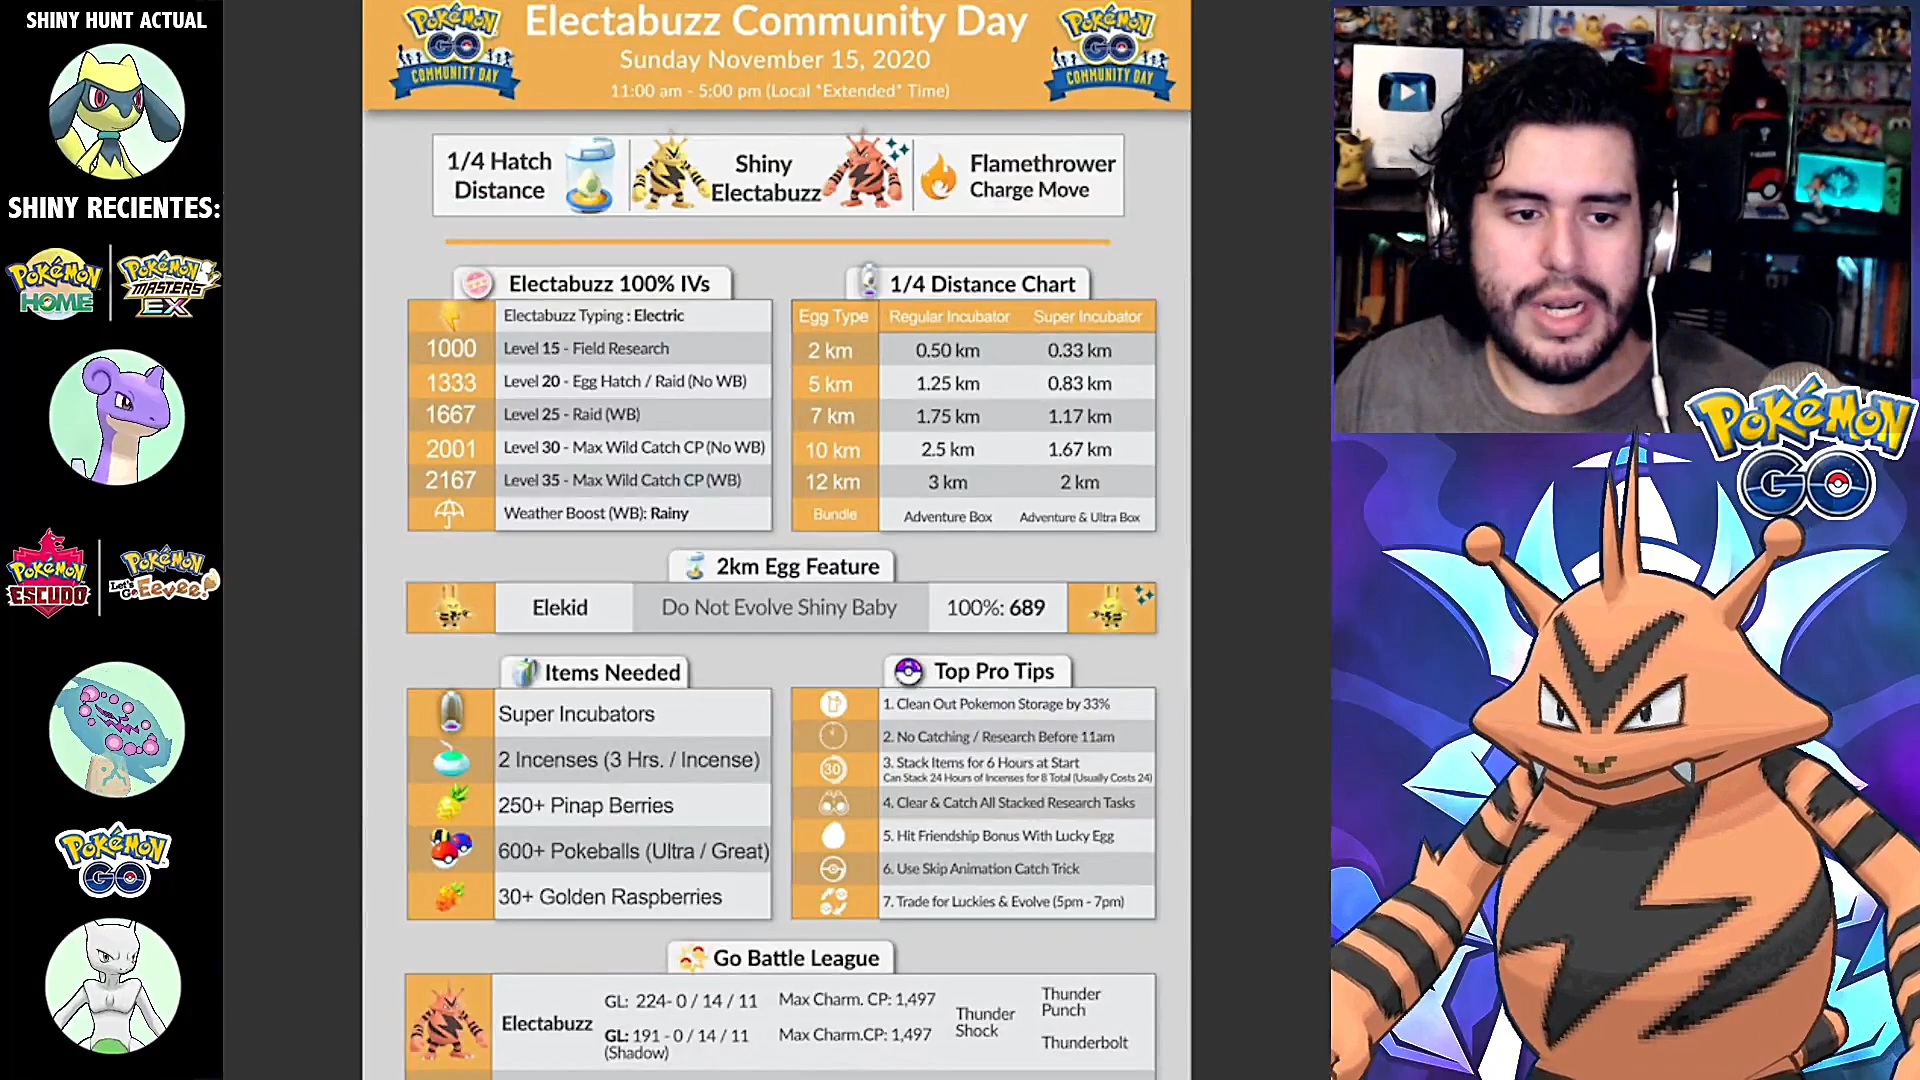 SHINY HUNT ACTUAL
SHINY RECIENTES:
POKéMON
HOME
POKéMON
MASTERS
EX
POKéMON
ESCUDO
POKéMON
Let's Go
Eevee!
POKéMON
GO
POKéMON
GO
COMMUNITY DAY
Electabuzz Community Day
Sunday November 15, 2020
11:00 am - 5:00 pm (Local *Extended* Time)
POKéMON
GO
COMMUNITY DAY
1/4 Hatch
Distance
Shiny
Electabuzz
Flamethrower
Charge Move
Electabuzz 100% IVs
Electabuzz Typing : Electric
1000 Level 15 - Field Research
1333 Level 20 - Egg Hatch / Raid (No WB)
1667 Level 25 - Raid (WB)
2001 Level 30 - Max Wild Catch CP (No WB)
2167 Level 35 - Max Wild Catch CP (WB)
Weather Boost (WB): Rainy
1/4 Distance Chart
Egg Type Regular Incubator Super Incubator
2 km 0.50 km 0.33 km
5 km 1.25 km 0.83 km
7 km 1.75 km 1.17 km
10 km 2.5 km 1.67 km
12 km 3 km 2 km
Bundle Adventure Box Adventure & Ultra Box
2km Egg Feature
Elekid Do Not Evolve Shiny Baby 100%: 689
Items Needed
Super Incubators
2 Incenses (3 Hrs. / Incense)
250+ Pinap Berries
600+ Pokeballs (Ultra / Great)
30+ Golden Raspberries
Top Pro Tips
1. Clean Out Pokemon Storage by 33%
2. No Catching / Research Before 11am
30
3. Stack Items for 6 Hours at Start
Can Stack 24 Hours of Incenses for 8 Total (Usually Costs 24)
4. Clear & Catch All Stacked Research Tasks
5. Hit Friendship Bonus With Lucky Egg
6. Use Skip Animation Catch Trick
7. Trade for Luckies & Evolve (5pm - 7pm)
Go Battle League
Electabuzz
GL: 224- 0 / 14 / 11 Max Charm. CP: 1,497
GL: 191 - 0 / 14 / 11 Max Charm.CP: 1,497
(Shadow)
Thunder
Shock
Thunder
Punch
Thunderbolt
POKéMON
GO